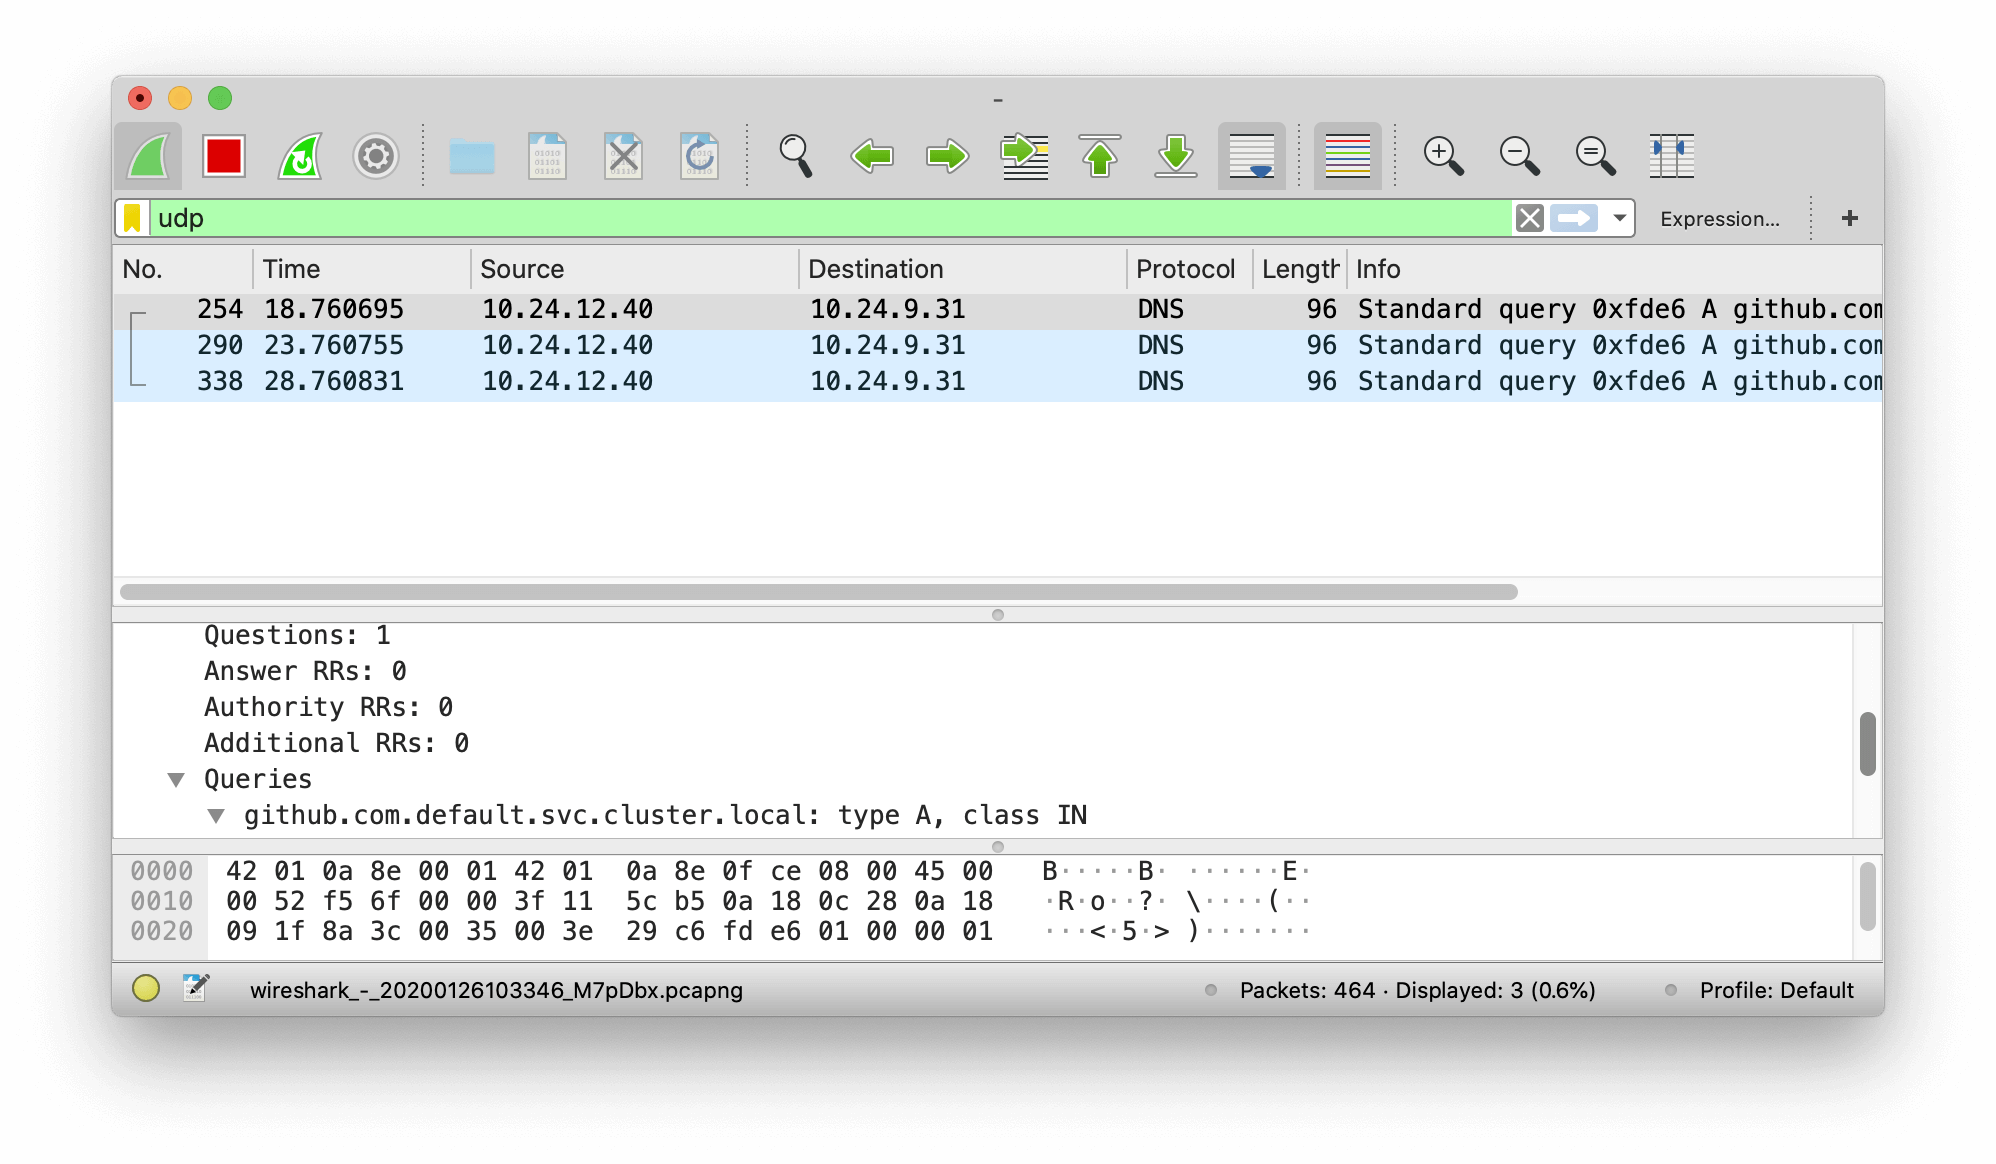 -
udp
Expression...
+
No. Time Source Destination Protocol Length Info
254 18.760695 10.24.12.40 10.24.9.31 DNS 96 Standard query 0xfde6 A github.com
290 23.760755 10.24.12.40 10.24.9.31 DNS 96 Standard query 0xfde6 A github.com
338 28.760831 10.24.12.40 10.24.9.31 DNS 96 Standard query 0xfde6 A github.com
Questions: 1
Answer RRs: 0
Authority RRs: 0
Additional RRs: 0
Queries
github.com.default.svc.cluster.local: type A, class IN
0000 42 01 0a 8e 00 01 42 01 0a 8e 0f ce 08 00 45 00 B·····B· ······E·
0010 00 52 f5 6f 00 00 3f 11 5c b5 0a 18 0c 28 0a 18 ·R·o··?· \····(··
0020 09 1f 8a 3c 00 35 00 3e 29 c6 fd e6 01 00 00 01 ···<·5·> )·······
wireshark_-_20200126103346_M7pDbx.pcapng
Packets: 464 · Displayed: 3 (0.6%)
Profile: Default